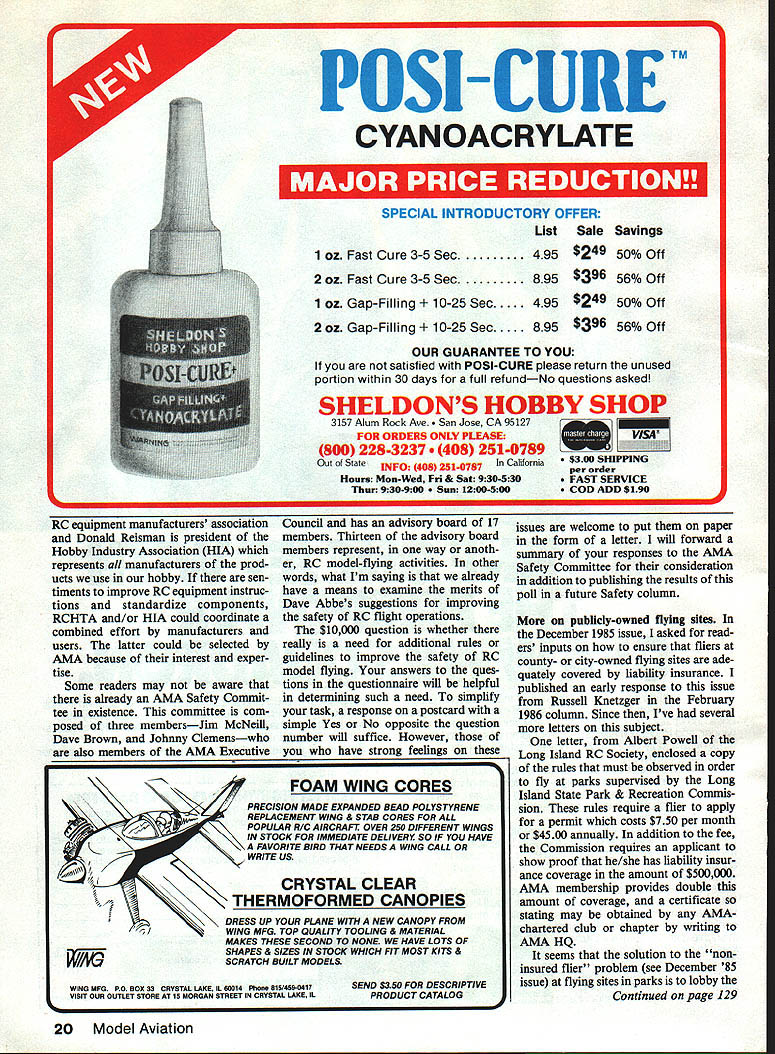 NEW
POSI-CURE™
CYANOACRYLATE
MAJOR PRICE REDUCTION!!
SPECIAL INTRODUCTORY OFFER:
List Sale Savings
1 oz. Fast Cure 3-5 Sec. .......... 4.95 $2.49 50% Off
2 oz. Fast Cure 3-5 Sec. .......... 8.95 $3.96 56% Off
1 oz. Gap-Filling + 10-25 Sec. .... 4.95 $2.49 50% Off
2 oz. Gap-Filling + 10-25 Sec. .... 8.95 $3.96 56% Off
SHELDON'S
HOBBY SHOP
POSI-CURE+
GAP FILLING+
CYANOACRYLATE
WARNING
OUR GUARANTEE TO YOU:
If you are not satisfied with POSI-CURE please return the unused
portion within 30 days for a full refund—No questions asked!
SHELDON'S HOBBY SHOP
3157 Alum Rock Ave. • San Jose, CA 95127
FOR ORDERS ONLY PLEASE:
(800) 228-3237 • (408) 251-0789
Out of State INFO: (408) 251-0787 In California
Hours: Mon-Wed, Fri & Sat: 9:30-5:30
Thur: 9:30-9:00 • Sun: 12:00-5:00
master charge
VISA
• $3.00 SHIPPING
per order
• FAST SERVICE
• COD ADD $1.90
RC equipment manufacturers' association
and Donald Reisman is president of the
Hobby Industry Association (HIA) which
represents all manufacturers of the prod-
ucts we use in our hobby. If there are sen-
timents to improve RC equipment instruc-
tions and standardize components,
RCHTA and/or HIA could coordinate a
combined effort by manufacturers and
users. The latter could be selected by
AMA because of their interest and exper-
tise.
Some readers may not be aware that
there is already an AMA Safety Commit-
tee in existence. This committee is com-
posed of three members—Jim McNeill,
Dave Brown, and Johnny Clemens—who
are also members of the AMA Executive
Council and has an advisory board of 17
members. Thirteen of the advisory board
members represent, in one way or anoth-
er, RC model-flying activities. In other
words, what I'm saying is that we already
have a means to examine the merits of
Dave Abbe's suggestions for improving
the safety of RC flight operations.
The $10,000 question is whether there
really is a need for additional rules or
guidelines to improve the safety of RC
model flying. Your answers to the ques-
tions in the questionnaire will be helpful
in determining such a need. To simplify
your task, a response on a postcard with a
simple Yes or No opposite the question
number will suffice. However, those of
you who have strong feelings on these
issues are welcome to put them on paper
in the form of a letter. I will forward a
summary of your responses to the AMA
Safety Committee for their consideration
in addition to publishing the results of this
poll in a future Safety column.
More on publicly-owned flying sites. In
the December 1985 issue, I asked for read-
ers' inputs on how to ensure that fliers at
county- or city-owned flying sites are ade-
quately covered by liability insurance. I
published an early response to this issue
from Russell Knetzger in the February
1986 column. Since then, I've had several
more letters on this subject.
One letter, from Albert Powell of the
Long Island RC Society, enclosed a copy
of the rules that must be observed in order
to fly at parks supervised by the Long
Island State Park & Recreation Commis-
sion. These rules require a flier to apply
for a permit which costs $7.50 per month
or $45.00 annually. In addition to the fee,
the Commission requires an applicant to
show proof that he/she has liability insur-
ance coverage in the amount of $500,000.
AMA membership provides double this
amount of coverage, and a certificate so
stating may be obtained by any AMA-
chartered club or chapter by writing to
AMA HQ.
It seems that the solution to the "non-
insured flier" problem (see December '85
issue) at flying sites in parks is to lobby the
Continued on page 129
FOAM WING CORES
PRECISION MADE EXPANDED BEAD POLYSTYRENE
REPLACEMENT WING & STAB CORES FOR ALL
POPULAR R/C AIRCRAFT. OVER 250 DIFFERENT WINGS
IN STOCK FOR IMMEDIATE DELIVERY. SO IF YOU HAVE
A FAVORITE BIRD THAT NEEDS A WING CALL OR
WRITE US.
CRYSTAL CLEAR
THERMOFORMED CANOPIES
DRESS UP YOUR PLANE WITH A NEW CANOPY FROM
WING MFG. TOP QUALITY TOOLING & MATERIAL
MAKES THESE SECOND TO NONE. WE HAVE LOTS OF
SHAPES & SIZES IN STOCK WHICH FIT MOST KITS &
SCRATCH BUILT MODELS.
WING
WING MFG. P.O. BOX 33 CRYSTAL LAKE, IL 60014 Phone 815/459-0417
VISIT OUR OUTLET STORE AT 15 MORGAN STREET IN CRYSTAL LAKE, IL
SEND $3.50 FOR DESCRIPTIVE
PRODUCT CATALOG
20 Model Aviation